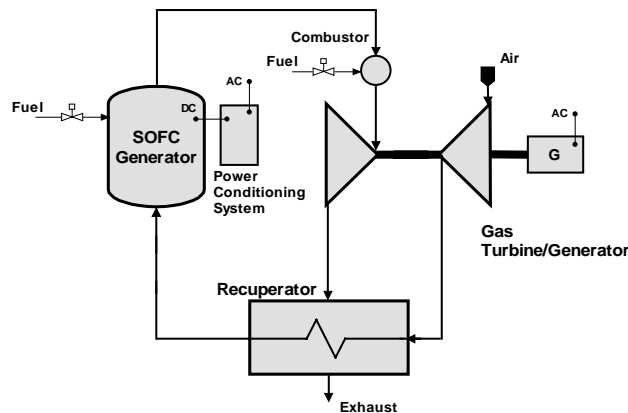 Combustor
Fuel
Air
Fuel
AC
DC
AC
SOFC
Generator
G
Power
Conditioning
System
Gas
Turbine/Generator
Recuperator
Exhaust